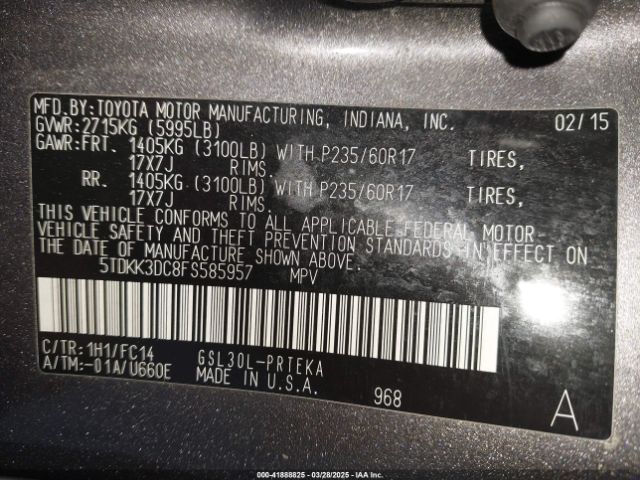 MFD.BY:TOYOTA MOTOR MANUFACTURING, INDIANA, INC. 02/15
GVWR:2715KG (5995LB)
GAWR:FRT. 1405KG (3100LB) WITH P235/60R17 TIRES,
17X7J RIMS.
RR. 1405KG (3100LB) WITH P235/60R17 TIRES,
17X7J RIMS.
THIS VEHICLE CONFORMS TO ALL APPLICABLE FEDERAL MOTOR
VEHICLE SAFETY AND THEFT PREVENTION STANDARDS IN EFFECT ON
THE DATE OF MANUFACTURE SHOWN ABOVE.
5TDKK3DC8FS585957 MPV
C/TR:1H1/FC14 GSL30L-PRTEKA
A/TM:-01A/U660E MADE IN U.S.A. 968 A
000-41888825 | 03/28/2025 | IAA Inc.